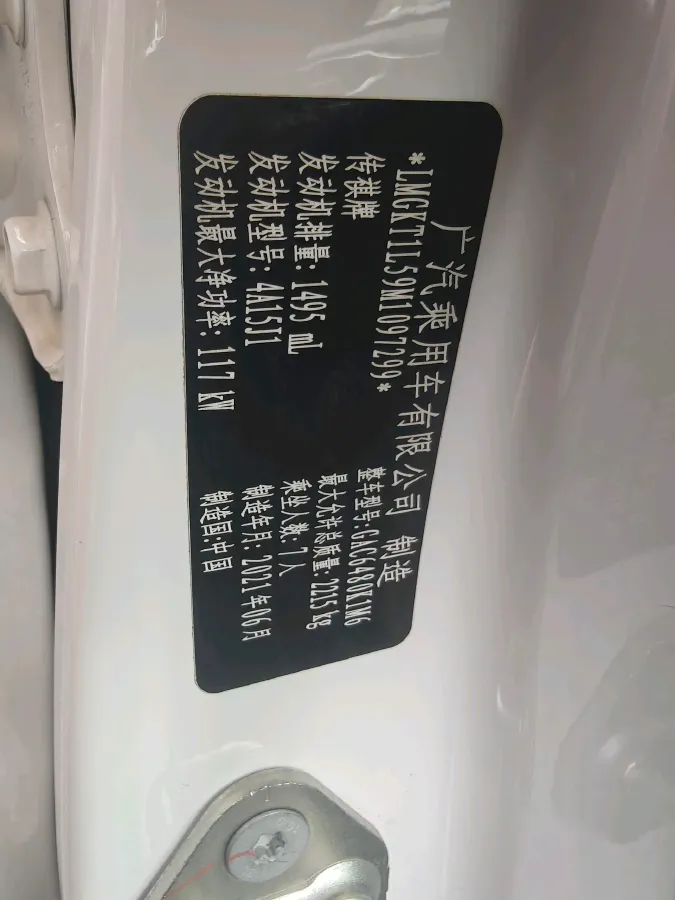 广汽乘用车有限公司 制造
*LMGKT1L59M1097299*
传祺牌 整车型号:GAC6480K1M6
发动机排量: 1495 mL 最大允许总质量: 2215 kg
发动机型号: 4A15J1 乘坐人数: 7 人
发动机最大净功率: 117 kW 制造年月: 2021年06月
制造国:中国